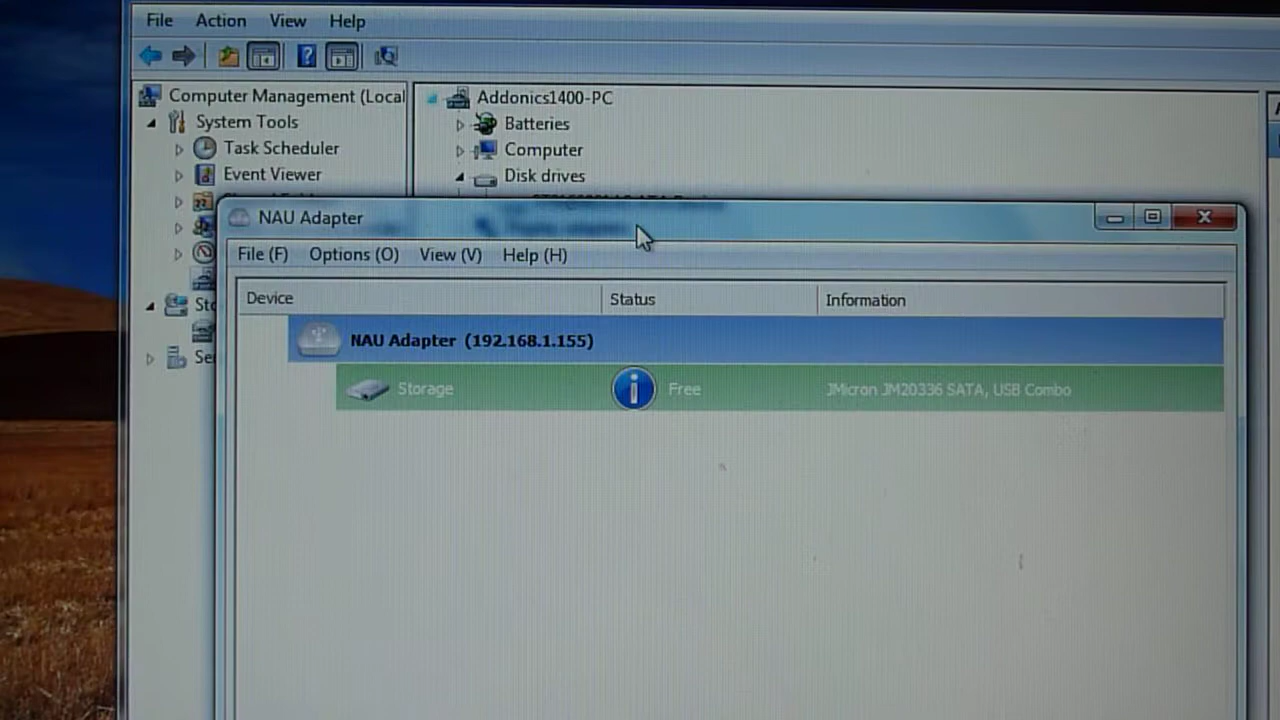 File Action View Help
Computer Management (Local
System Tools
Task Scheduler
Event Viewer
Addonics1400-PC
Batteries
Computer
Disk drives
NAU Adapter
File (F) Options (O) View (V) Help (H)
Device Status Information
NAU Adapter (192.168.1.155)
Storage Free JMicron JM20336 SATA, USB Combo